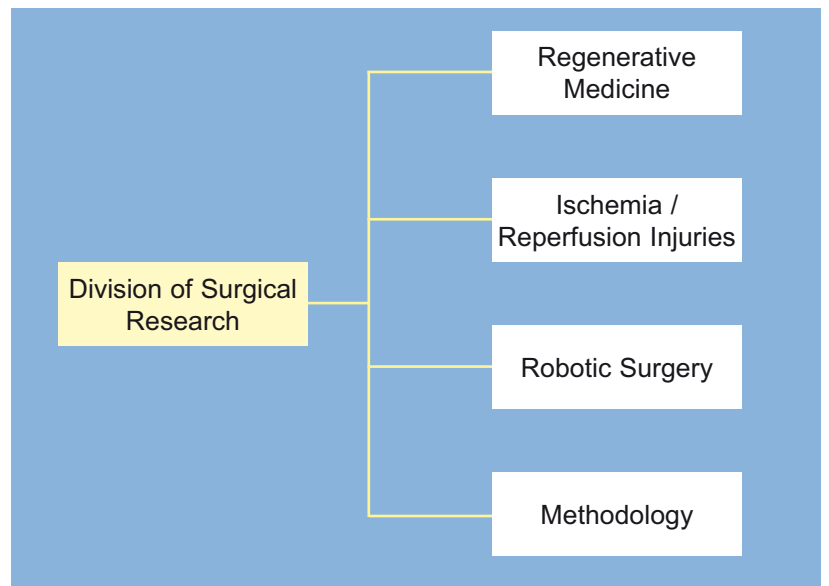 Regenerative
Medicine
Ischemia /
Reperfusion Injuries
Division of Surgical
Research
Robotic Surgery
Methodology